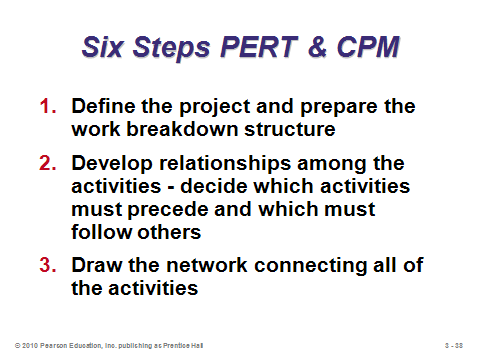 Six Steps PERT & CPM
1. Define the project and prepare the
work breakdown structure
2. Develop relationships among the
activities - decide which activities
must precede and which must
follow others
3. Draw the network connecting all of
the activities
© 2010 Pearson Education, Inc. publishing as Prentice Hall
3 - 38